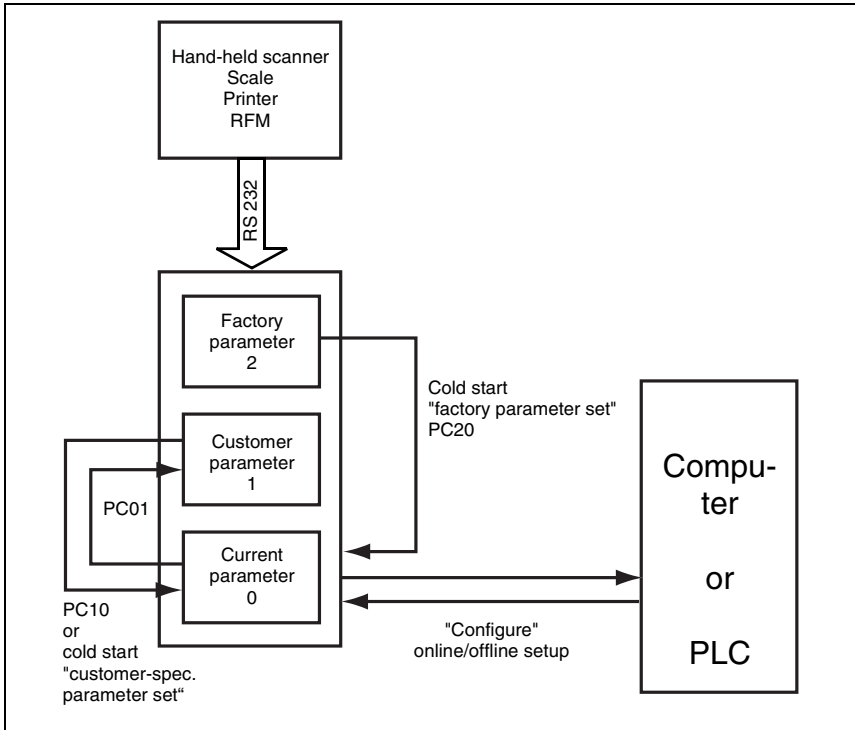 Hand-held scanner
Scale
Printer
RFM
RS 232
Factory
parameter
2
Cold start
"factory parameter set"
PC20
Customer
parameter
1
PC01
Current
parameter
0
PC10
or
cold start
"customer-spec.
parameter set“
"Configure"
online/offline setup
Compu-
ter
or
PLC